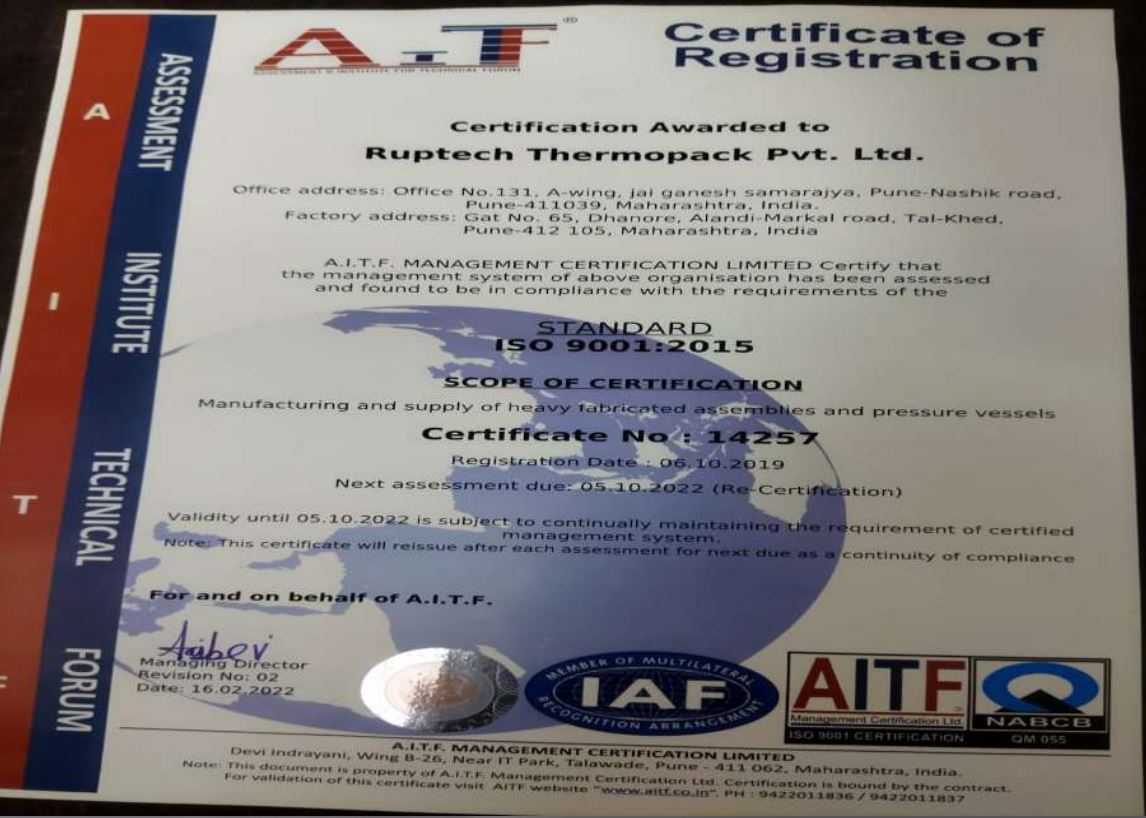 A.I.T.F ®
ASSESSMENT & INSTITUTE FOR TECHNICAL FORUM
Certificate of
Registration
A
I
T
F
ASSESSMENT
INSTITUTE
TECHNICAL
FORUM
Certification Awarded to
Ruptech Thermopack Pvt. Ltd.
Office address: Office No.131, A-wing, jai ganesh samarajya, Pune-Nashik road,
Pune-411039, Maharashtra, India.
Factory address: Gat No. 65, Dhanore, Alandi-Markal road, Tal-Khed,
Pune-412 105, Maharashtra, India
A.I.T.F. MANAGEMENT CERTIFICATION LIMITED Certify that
the management system of above organisation has been assessed
and found to be in compliance with the requirements of the
STANDARD
ISO 9001:2015
SCOPE OF CERTIFICATION
Manufacturing and supply of heavy fabricated assemblies and pressure vessels
Certificate No : 14257
Registration Date : 06.10.2019
Next assessment due: 05.10.2022 (Re-Certification)
Validity until 05.10.2022 is subject to continually maintaining the requirement of certified
management system.
Note: This certificate will reissue after each assessment for next due as a continuity of compliance
For and on behalf of A.I.T.F.
Managing Director
Revision No: 02
Date: 16.02.2022
MEMBER OF MULTILATERAL
IAF
RECOGNITION ARRANGEMENT
AITF
Management Certification Ltd.
ISO 9001 CERTIFICATION
NABCB
QM 055
A.I.T.F. MANAGEMENT CERTIFICATION LIMITED
Devi Indrayani, Wing B-26, Near IT Park, Talawade, Pune - 411 062, Maharashtra, India.
Note: This document is property of A.I.T.F. Management Certification Ltd. Certification is bound by the contract.
For validation of this certificate visit AITF website "www.aitf.co.in". PH : 9422011836 / 9422011837